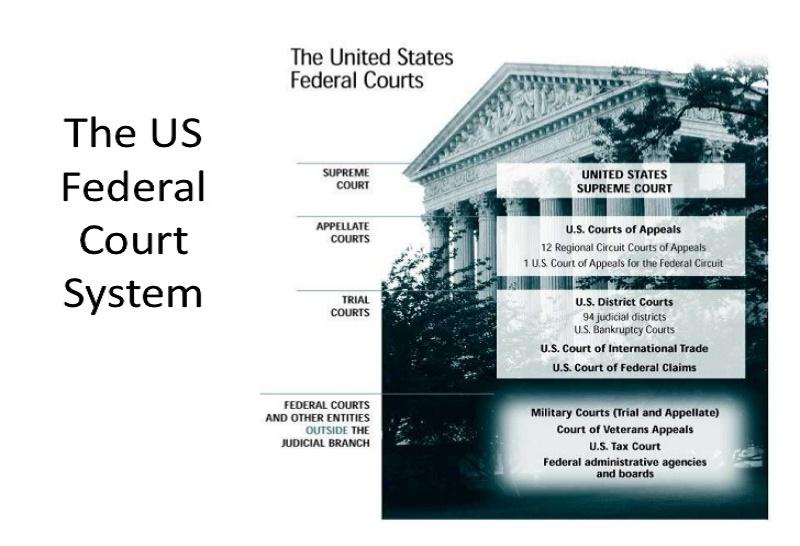 The US
Federal
Court
System
The United States
Federal Courts
SUPREME
COURT
UNITED STATES
SUPREME COURT
APPELLATE
COURTS
U.S. Courts of Appeals
12 Regional Circuit Courts of Appeals
1 U.S. Court of Appeals for the Federal Circuit
TRIAL
COURTS
U.S. District Courts
94 judicial districts
U.S. Bankruptcy Courts
U.S. Court of International Trade
U.S. Court of Federal Claims
FEDERAL COURTS
AND OTHER ENTITIES
OUTSIDE THE
JUDICIAL BRANCH
Military Courts (Trial and Appellate)
Court of Veterans Appeals
U.S. Tax Court
Federal administrative agencies
and boards